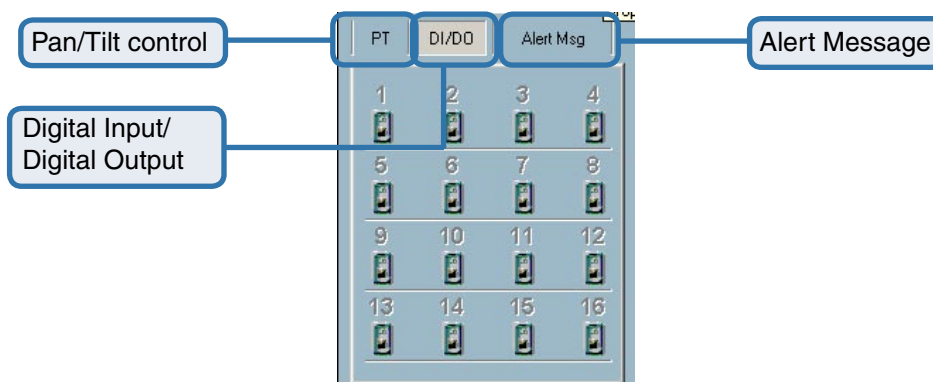 Pan/Tilt control
PT
DI/DO
Alert Msg
Alert Message
Digital Input/
Digital Output
1 2 3 4
5 6 7 8
9 10 11 12
13 14 15 16